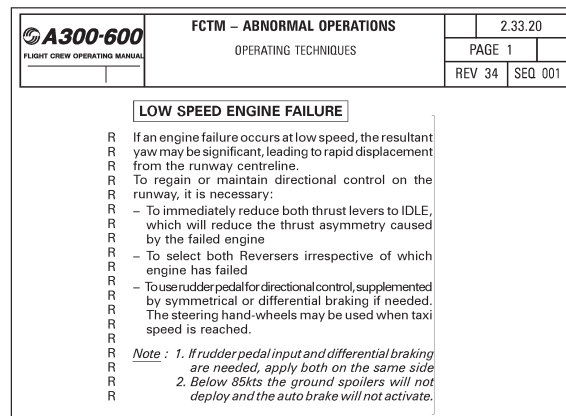 A300-600
FLIGHT CREW OPERATING MANUAL
FCTM – ABNORMAL OPERATIONS
OPERATING TECHNIQUES
2.33.20
PAGE 1
REV 34 SEQ 001
LOW SPEED ENGINE FAILURE
R If an engine failure occurs at low speed, the resultant
R yaw may be significant, leading to rapid displacement
R from the runway centreline.
R To regain or maintain directional control on the
R runway, it is necessary:
R – To immediately reduce both thrust levers to IDLE,
R which will reduce the thrust asymmetry caused
R by the failed engine
R – To select both Reversers irrespective of which
R engine has failed
R – To use rudder pedal for directional control, supplemented
R by symmetrical or differential braking if needed.
R The steering hand-wheels may be used when taxi
R speed is reached.
R Note : 1. If rudder pedal input and differential braking
R are needed, apply both on the same side
R 2. Below 85kts the ground spoilers will not
R deploy and the auto brake will not activate.